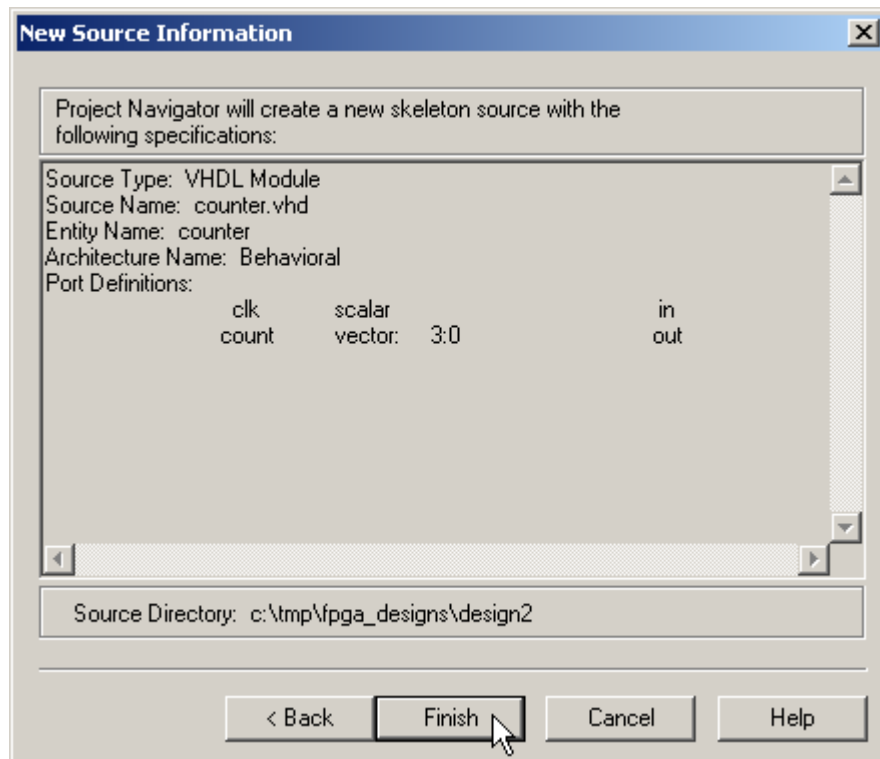 New Source Information
Project Navigator will create a new skeleton source with the
following specifications:
Source Type: VHDL Module
Source Name: counter.vhd
Entity Name: counter
Architecture Name: Behavioral
Port Definitions:
clk scalar in
count vector: 3:0 out
Source Directory: c:\tmp\fpga_designs\design2
< Back Finish Cancel Help